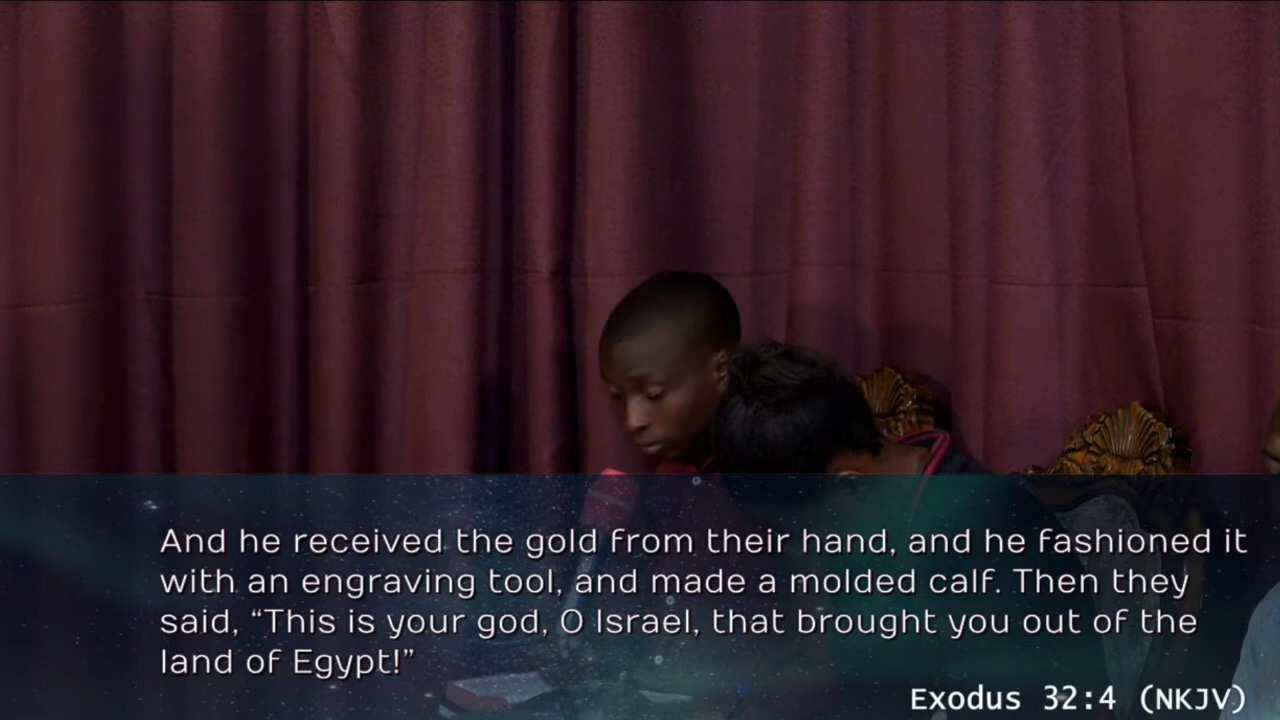 And he received the gold from their hand, and he fashioned it
with an engraving tool, and made a molded calf. Then they
said, “This is your god, O Israel, that brought you out of the
land of Egypt!”
Exodus 32:4 (NKJV)